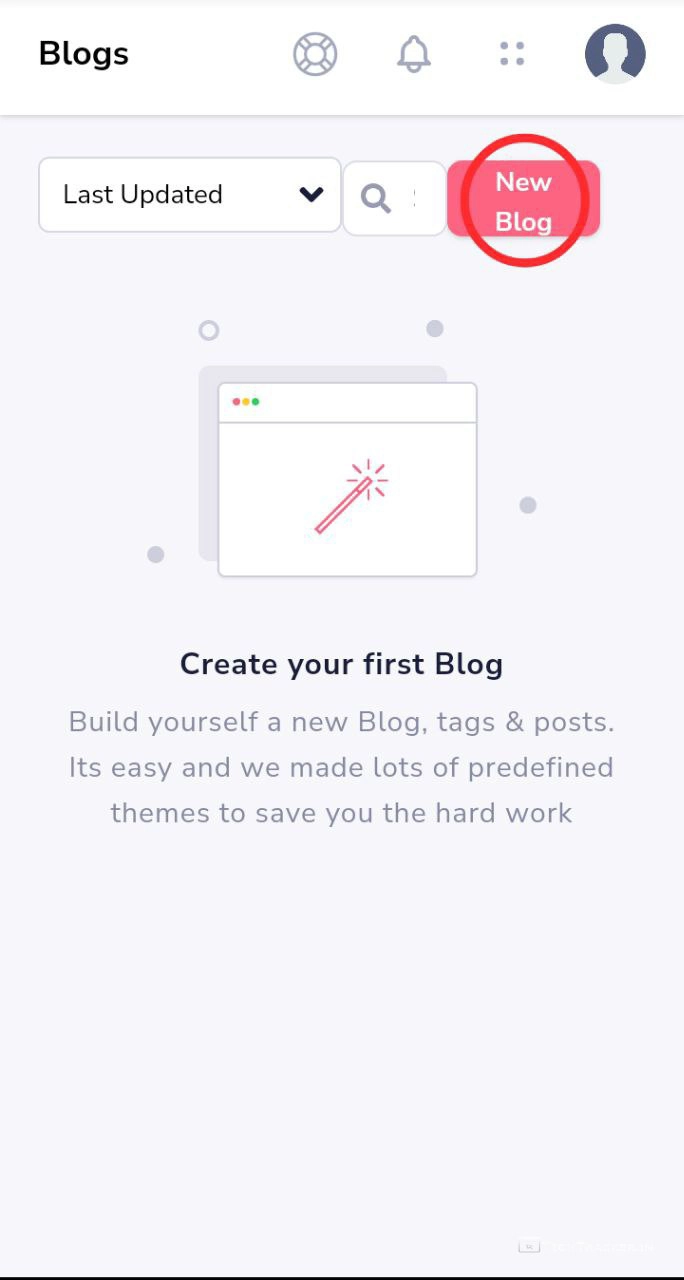 Blogs
Last Updated
New
Blog
Create your first Blog
Build yourself a new Blog, tags & posts.
Its easy and we made lots of predefined
themes to save you the hard work